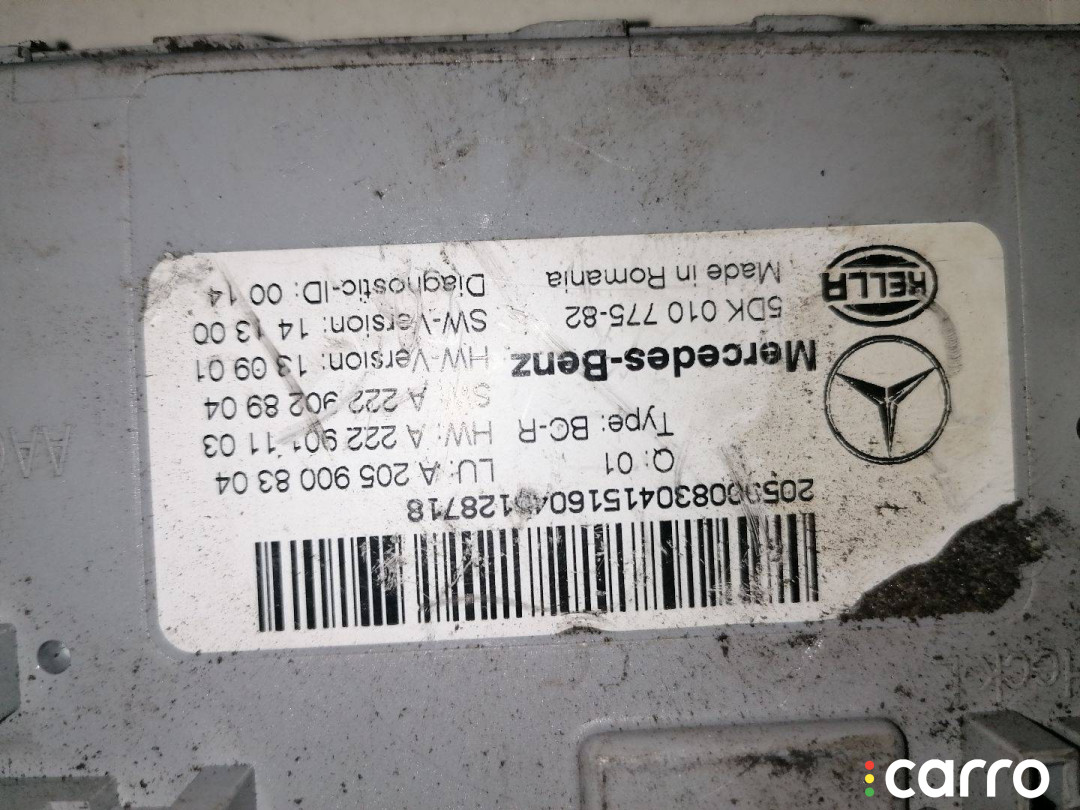 Q: 01 LU: A 205 900 83 04
Type: BC-R HW: A 222 901 11 03
SW: A 222 902 89 04
Mercedes-Benz HW-Version: 13 09 01
5DK 010 775-82 SW-Version: 14 13 00
HELLA Made in Romania Diagnostic-ID: 00 14
carro